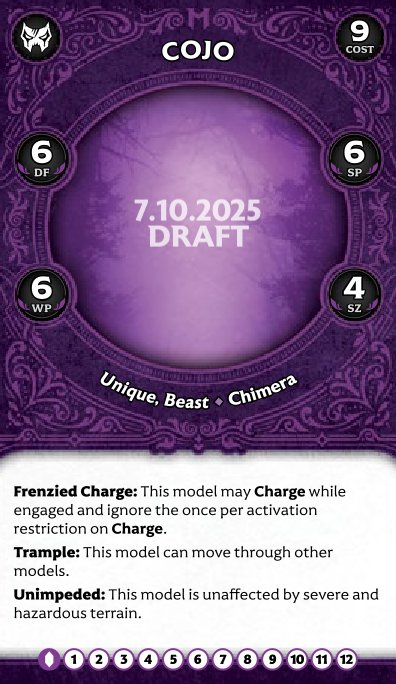 COJO
9
COST
6
DF
6
SP
7.10.2025
DRAFT
6
WP
4
SZ
Unique, Beast ◆ Chimera
Frenzied Charge: This model may Charge while
engaged and ignore the once per activation
restriction on Charge.
Trample: This model can move through other
models.
Unimpeded: This model is unaffected by severe and
hazardous terrain.
1 2 3 4 5 6 7 8 9 10 11 12